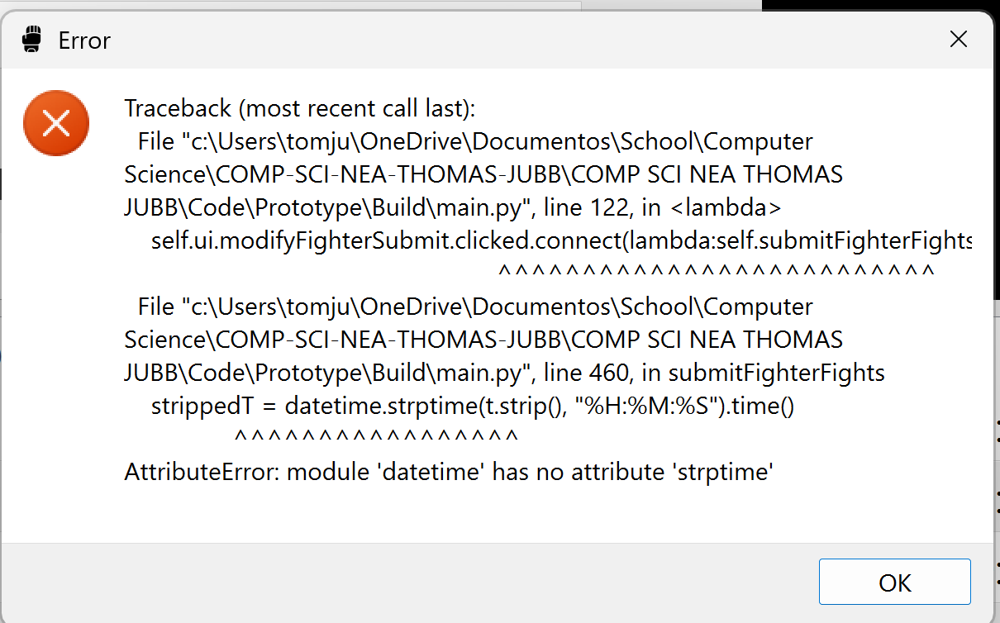 Error
Traceback (most recent call last):
File "c:\Users\tomju\OneDrive\Documentos\School\Computer
Science\COMP-SCI-NEA-THOMAS-JUBB\COMP SCI NEA THOMAS
JUBB\Code\Prototype\Build\main.py", line 122, in <lambda>
self.ui.modifyFighterSubmit.clicked.connect(lambda:self.submitFighterFights
^^^^^^^^^^^^^^^^^^^^^^^^^^
File "c:\Users\tomju\OneDrive\Documentos\School\Computer
Science\COMP-SCI-NEA-THOMAS-JUBB\COMP SCI NEA THOMAS
JUBB\Code\Prototype\Build\main.py", line 460, in submitFighterFights
strippedT = datetime.strptime(t.strip(), "%H:%M:%S").time()
^^^^^^^^^^^^^^^^^
AttributeError: module 'datetime' has no attribute 'strptime'
OK